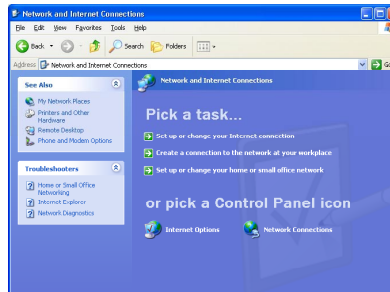 Network and Internet Connections
File Edit View Favorites Tools Help
Back Search Folders
Address Network and Internet Connections Go
See Also
My Network Places
Printers and Other
Hardware
Remote Desktop
Phone and Modem Options
Troubleshooters
Home or Small Office
Networking
Internet Explorer
Network Diagnostics
Network and Internet Connections
Pick a task...
Set up or change your Internet connection
Create a connection to the network at your workplace
Set up or change your home or small office network
or pick a Control Panel icon
Internet Options
Network Connections